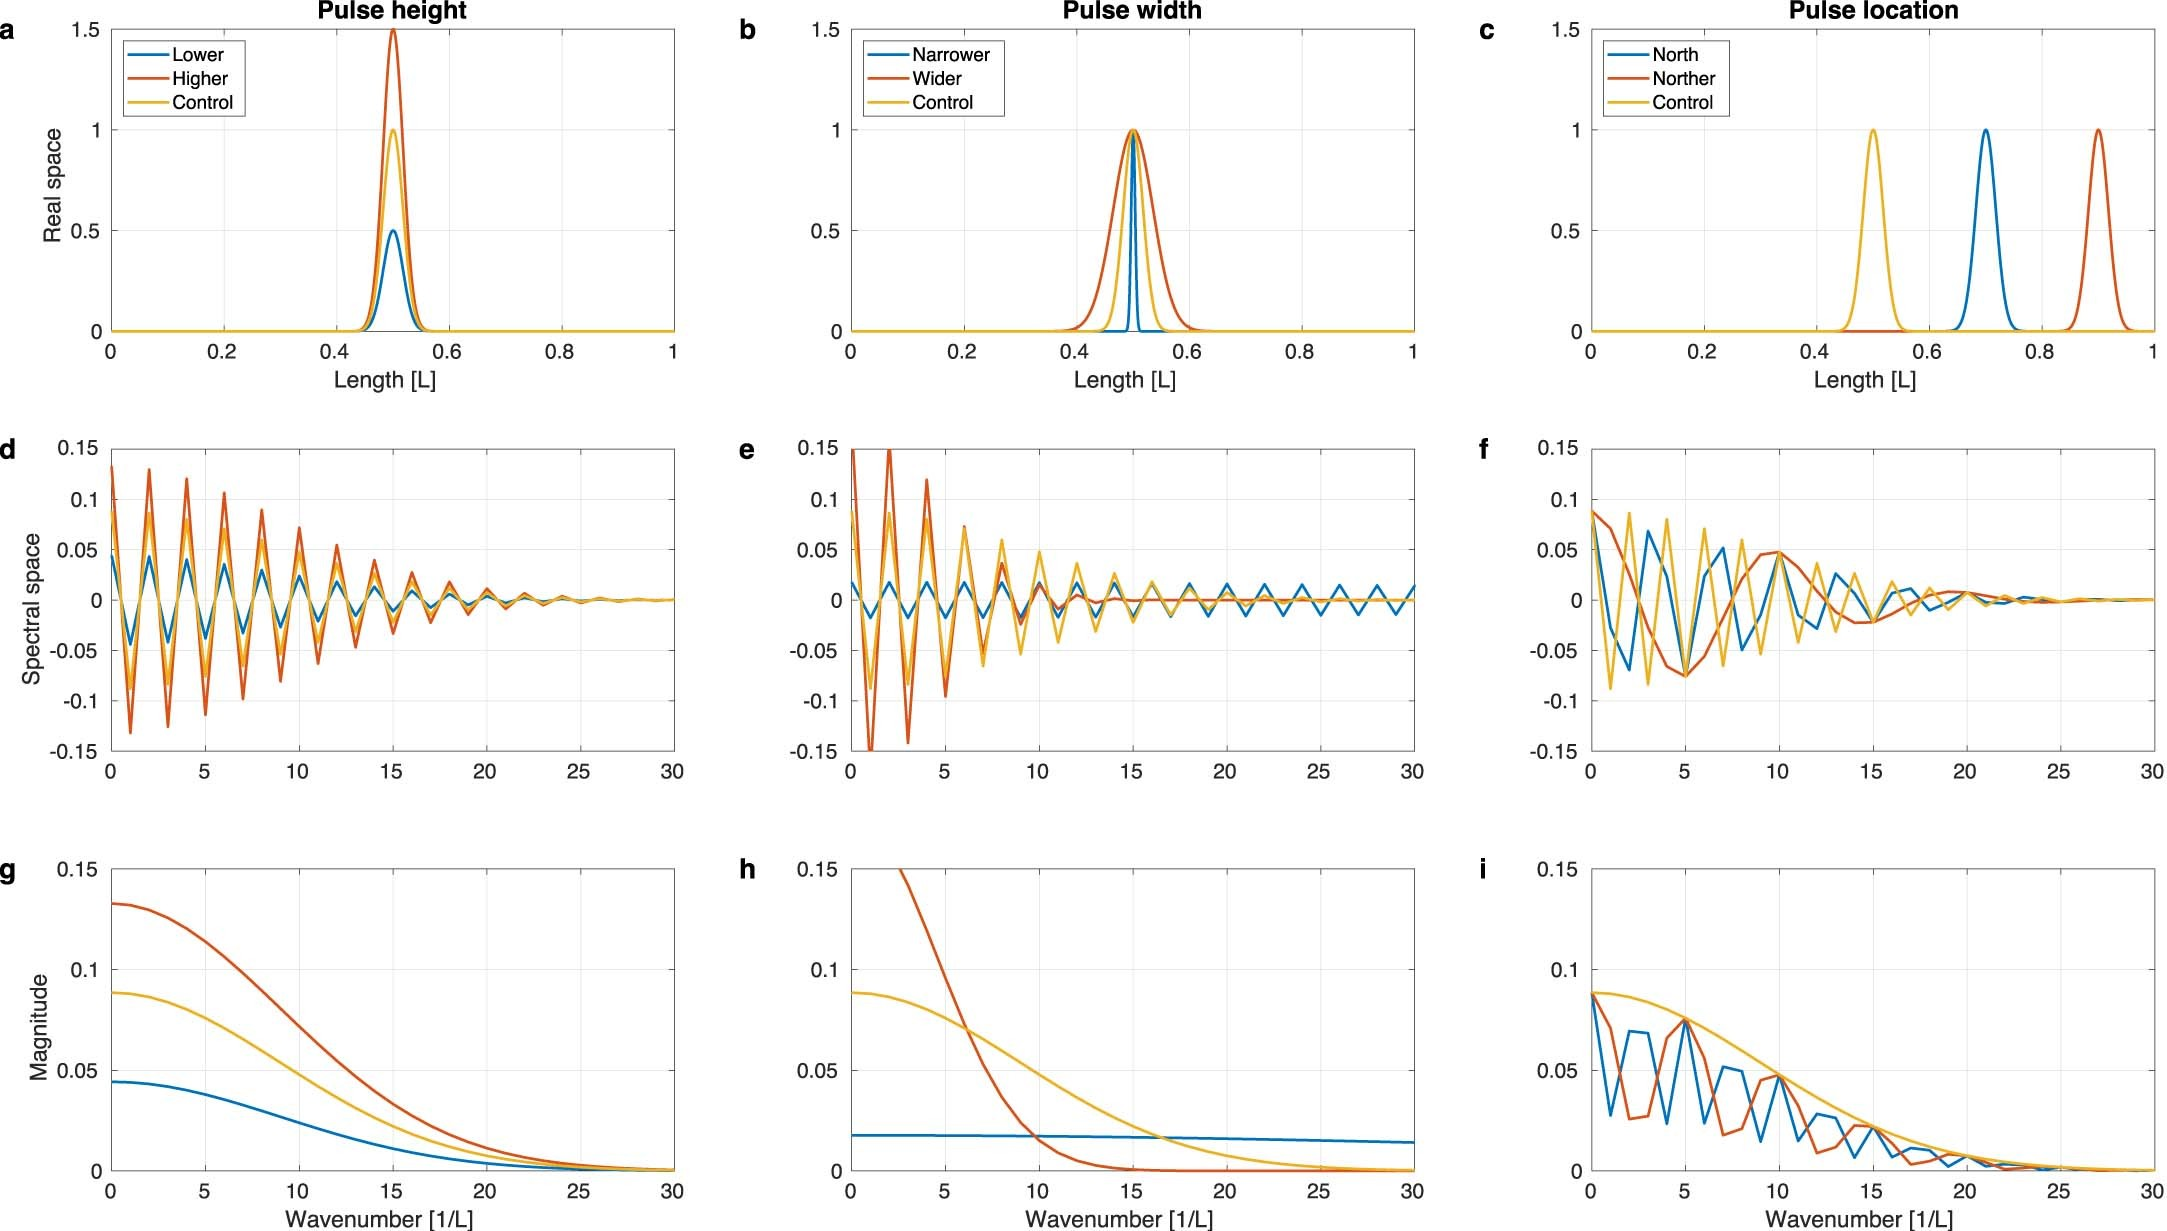 Pulse height
Pulse width
Pulse location
a
b
c
1.5
1
0.5
0
Real space
Lower
Higher
Control
0 0.2 0.4 0.6 0.8 1
Length [L]
1.5
1
0.5
0
Narrower
Wider
Control
0 0.2 0.4 0.6 0.8 1
Length [L]
1.5
1
0.5
0
North
Norther
Control
0 0.2 0.4 0.6 0.8 1
Length [L]
d
0.15
0.1
0.05
0
-0.05
-0.1
-0.15
Spectral space
0 5 10 15 20 25 30
e
0.15
0.1
0.05
0
-0.05
-0.1
-0.15
0 5 10 15 20 25 30
f
0.15
0.1
0.05
0
-0.05
-0.1
-0.15
0 5 10 15 20 25 30
g
0.15
0.1
0.05
0
Magnitude
0 5 10 15 20 25 30
Wavenumber [1/L]
h
0.15
0.1
0.05
0
0 5 10 15 20 25 30
Wavenumber [1/L]
i
0.15
0.1
0.05
0
0 5 10 15 20 25 30
Wavenumber [1/L]